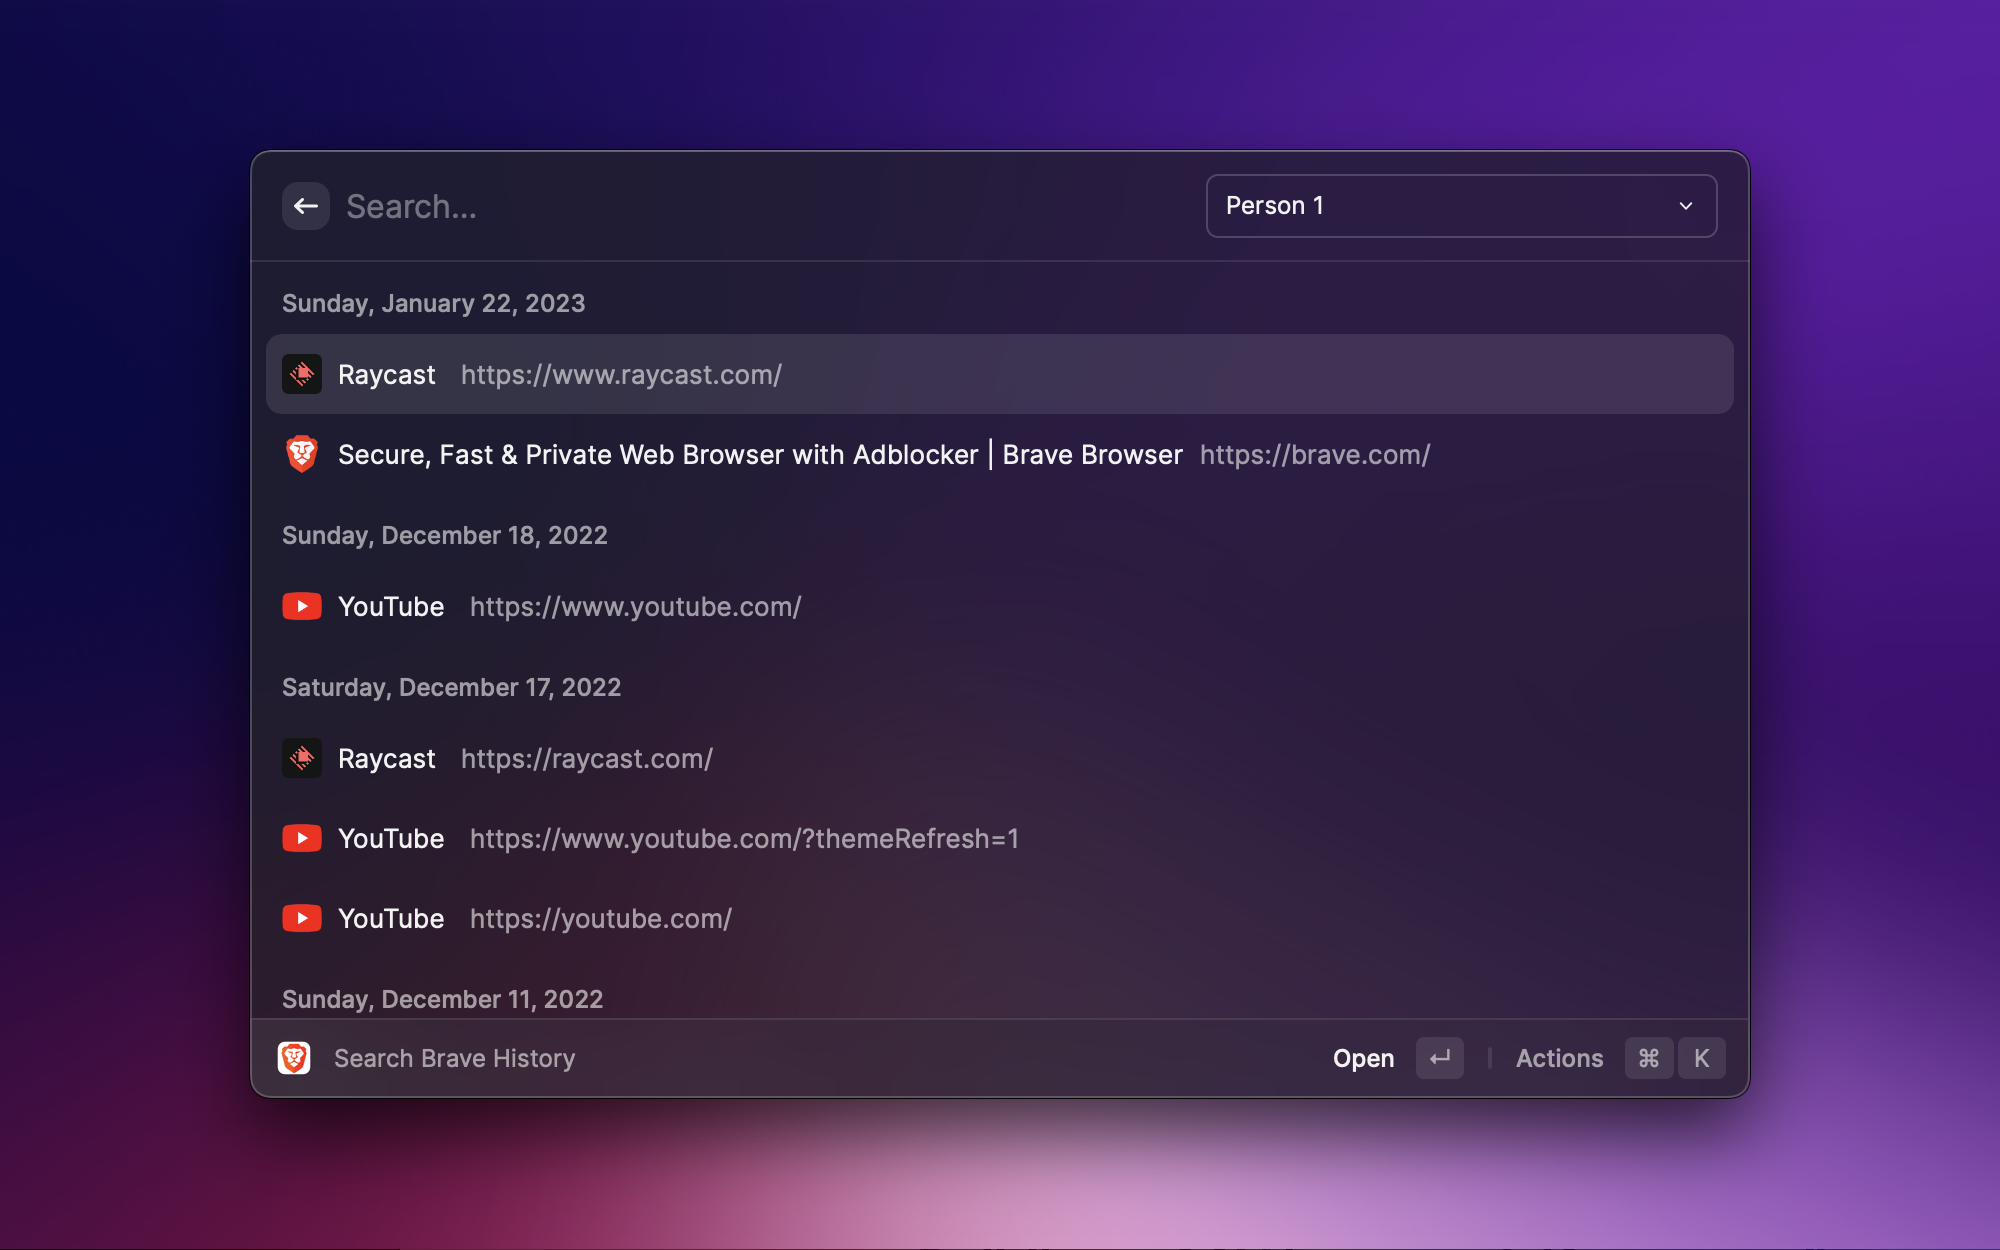 Search...
Person 1
Sunday, January 22, 2023
Raycast https://www.raycast.com/
Secure, Fast & Private Web Browser with Adblocker | Brave Browser https://brave.com/
Sunday, December 18, 2022
YouTube https://www.youtube.com/
Saturday, December 17, 2022
Raycast https://raycast.com/
YouTube https://www.youtube.com/?themeRefresh=1
YouTube https://youtube.com/
Sunday, December 11, 2022
Search Brave History Open ↵ Actions ⌘ K